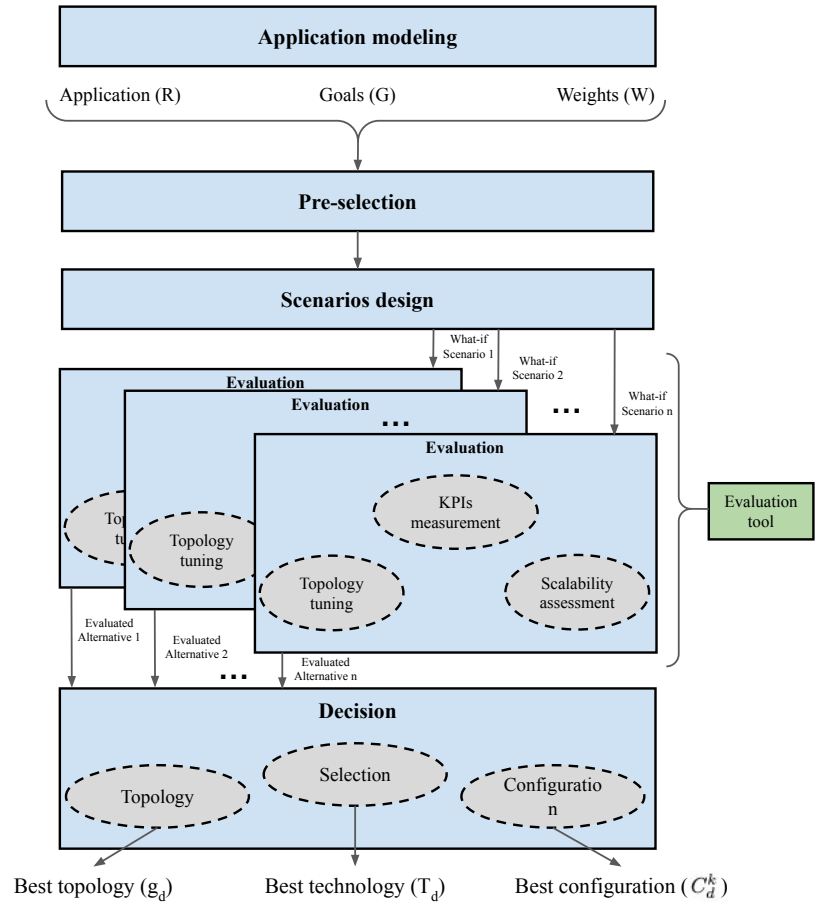 Application modeling
Application (R) Goals (G) Weights (W)
Pre-selection
Scenarios design
What-if
Scenario 1
What-if
Scenario 2
...
What-if
Scenario n
Evaluation
Evaluation
...
Evaluation
KPIs
measurement
Evaluation
tool
Top
tu
Topology
tuning
Topology
tuning
Scalability
assessment
Evaluated
Alternative 1
Evaluated
Alternative 2
...
Evaluated
Alternative n
Decision
Topology
Selection
Configuratio
n
Best topology (g_d) Best technology (T_d) Best configuration (C_d^k)